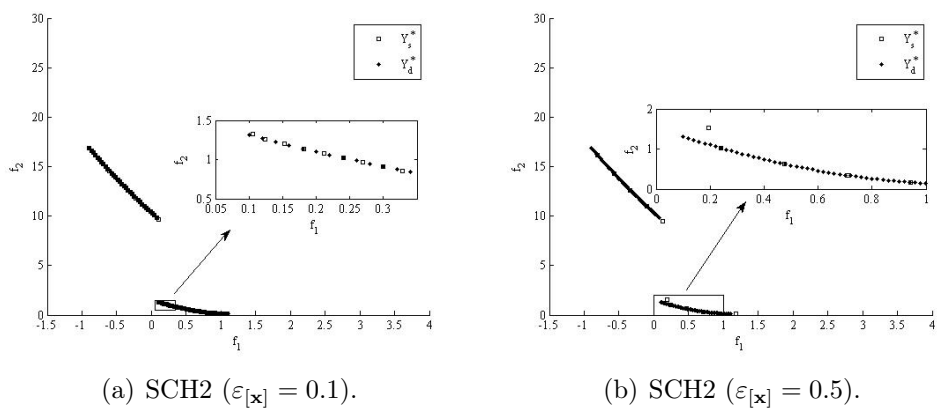 30
25
20
15
10
5
0
f₂
-1.5 -1 -0.5 0 0.5 1 1.5 2 2.5 3 3.5 4
f₁
Y*ₛ
Y*d
1.5
1
0.5
f₂
0.05 0.1 0.15 0.2 0.25 0.3
f₁
(a) SCH2 (ε[x] = 0.1).
30
25
20
15
10
5
0
f₂
-1.5 -1 -0.5 0 0.5 1 1.5 2 2.5 3 3.5 4
f₁
Y*ₛ
Y*d
2
1
0
f₂
0 0.2 0.4 0.6 0.8 1
f₁
(b) SCH2 (ε[x] = 0.5).